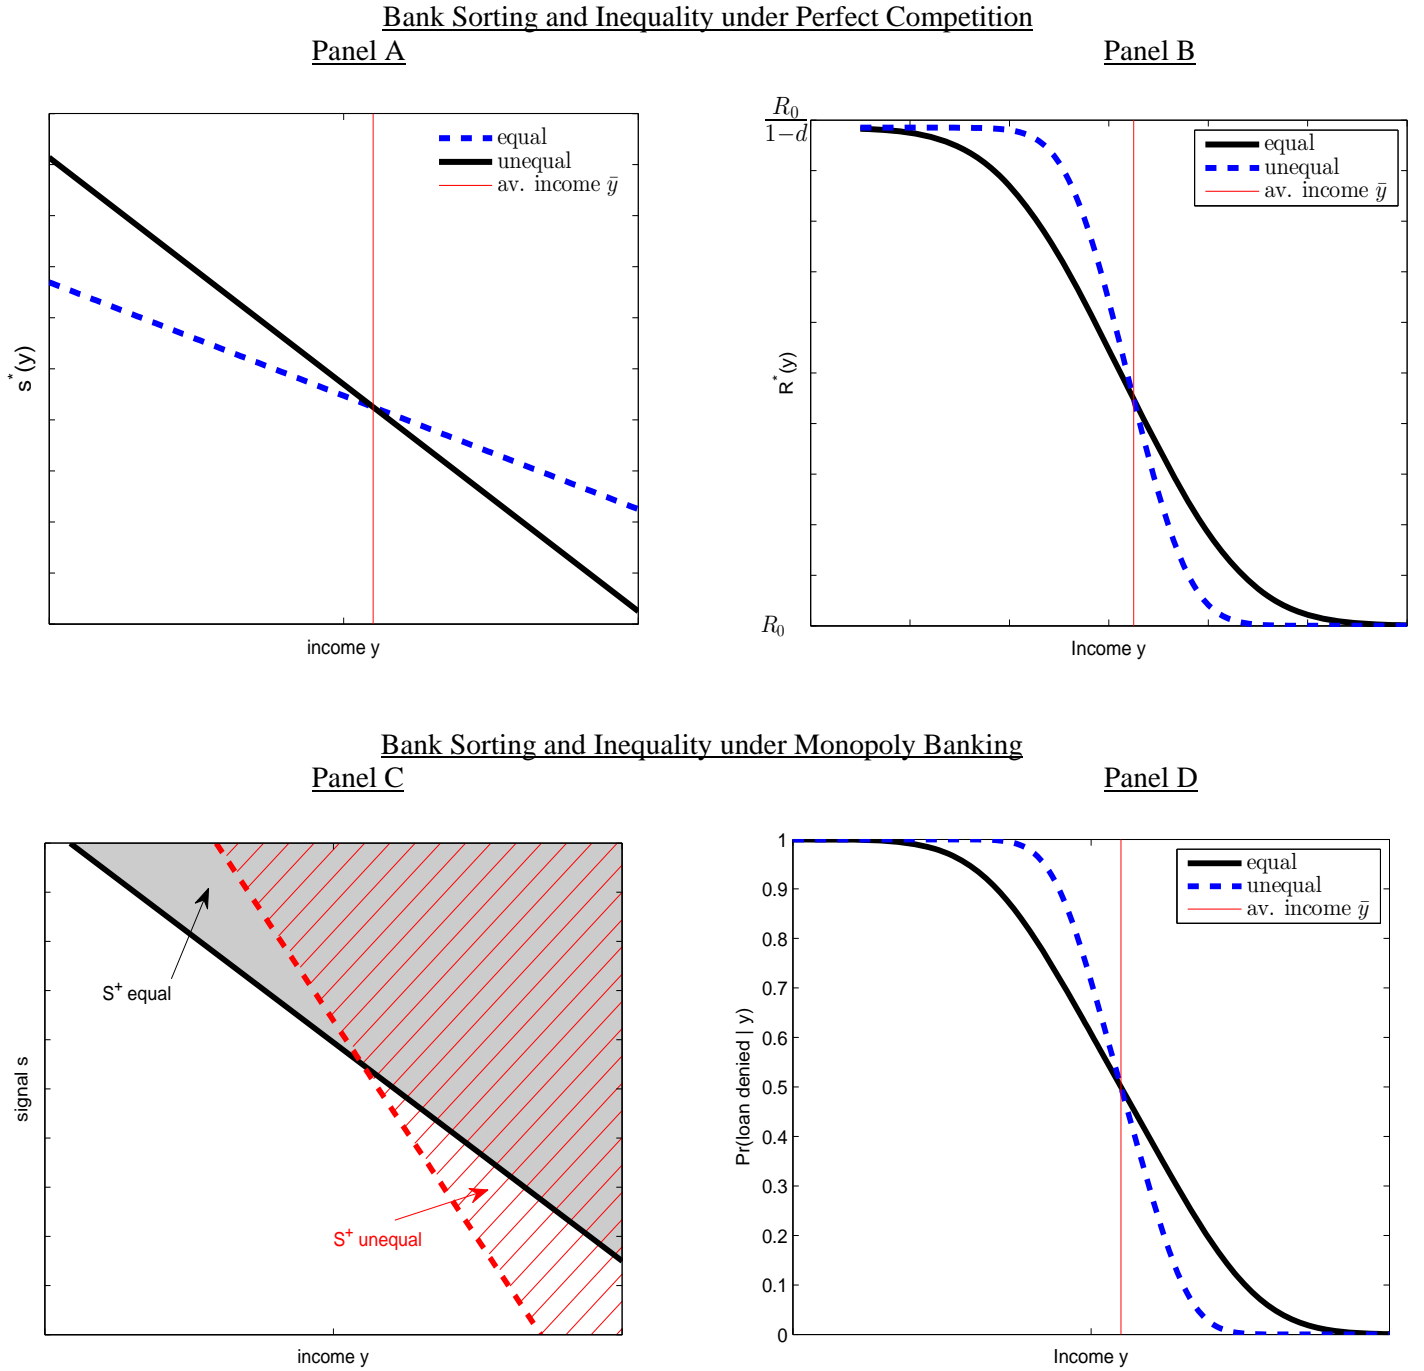 Bank Sorting and Inequality under Perfect Competition
Panel A
Panel B
equal
unequal
av. income ȳ
s*(y)
income y
R₀/(1−d)
equal
unequal
av. income ȳ
R*(y)
R₀
Income y
Bank Sorting and Inequality under Monopoly Banking
Panel C
Panel D
S⁺ equal
S⁺ unequal
signal s
income y
1
0.9
0.8
0.7
0.6
0.5
0.4
0.3
0.2
0.1
0
equal
unequal
av. income ȳ
Pr(loan denied | y)
Income y